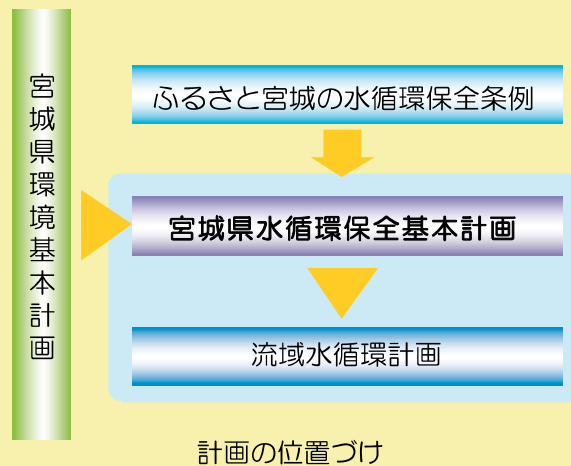 宮城県環境基本計画
ふるさと宮城の水循環保全条例
宮城県水循環保全基本計画
流域水循環計画
計画の位置づけ